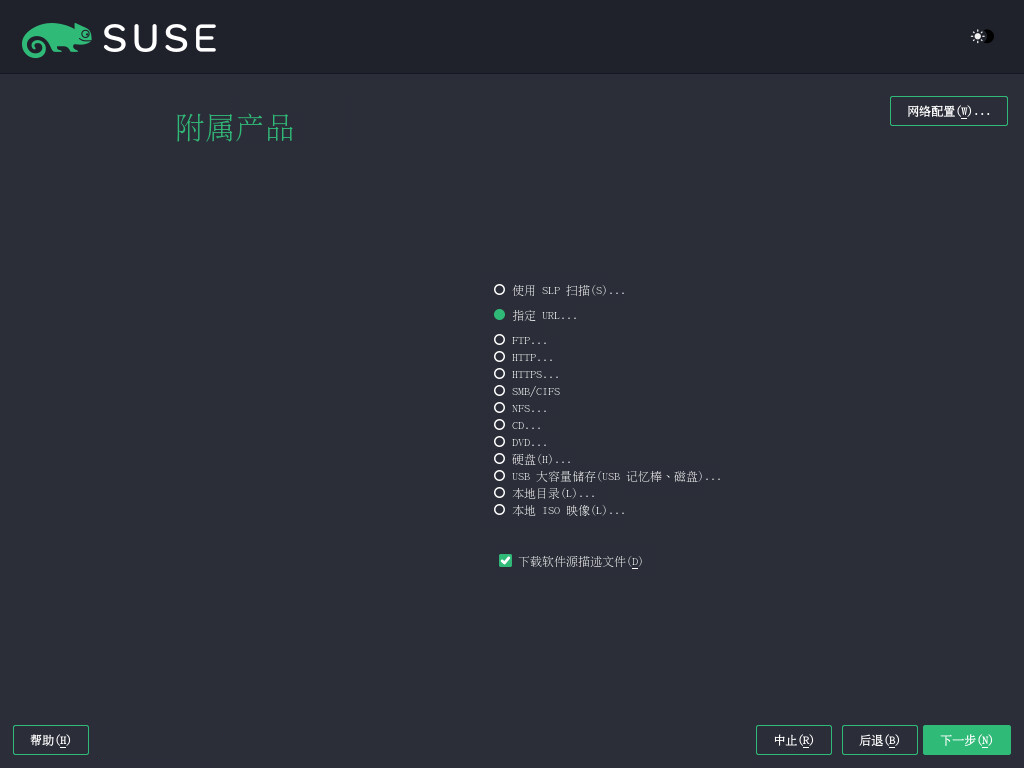 SUSE
网络配置(W)...
附属产品
使用 SLP 扫描(S)...
指定 URL...
FTP...
HTTP...
HTTPS...
SMB/CIFS
NFS...
CD...
DVD...
硬盘(H)...
USB 大容量储存(USB 记忆棒、磁盘)...
本地目录(L)...
本地 ISO 映像(L)...
下载软件源描述文件(D)
帮助(H)
中止(R)
后退(B)
下一步(N)